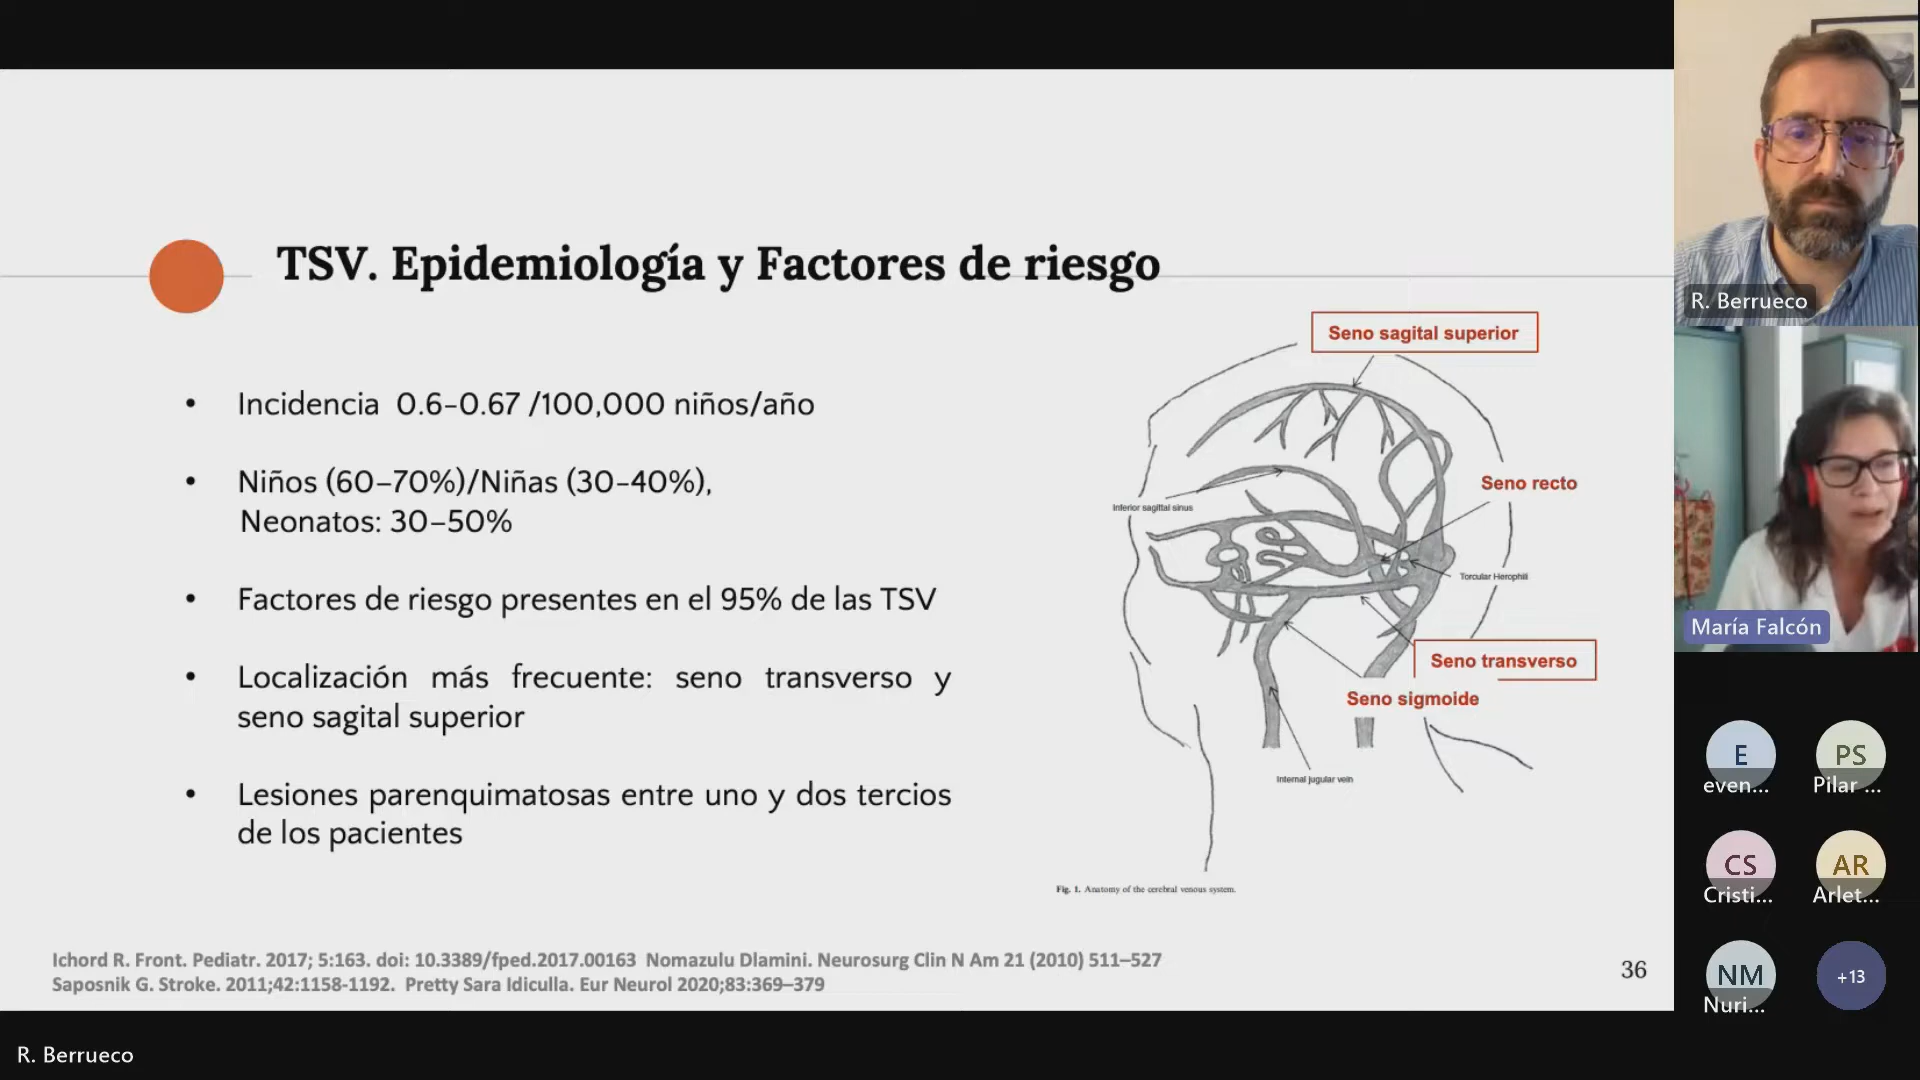 TSV. Epidemiología y Factores de riesgo
• Incidencia 0.6-0.67 /100,000 niños/año
• Niños (60-70%)/Niñas (30-40%),
Neonatos: 30-50%
• Factores de riesgo presentes en el 95% de las TSV
• Localización más frecuente: seno transverso y
seno sagital superior
• Lesiones parenquimatosas entre uno y dos tercios
de los pacientes
Seno sagital superior
Seno recto
Inferior sagittal sinus
Torcular Herophili
Seno transverso
Seno sigmoide
Internal jugular vein
Fig. 1. Anatomy of the cerebral venous system.
Ichord R. Front. Pediatr. 2017; 5:163. doi: 10.3389/fped.2017.00163 Nomazulu Dlamini. Neurosurg Clin N Am 21 (2010) 511–527
Saposnik G. Stroke. 2011;42:1158-1192. Pretty Sara Idiculla. Eur Neurol 2020;83:369–379
36
R. Berrueco
María Falcón
E
even...
PS
Pilar ...
CS
Cristi...
AR
Arlet...
NM
Nuri...
+13
R. Berrueco